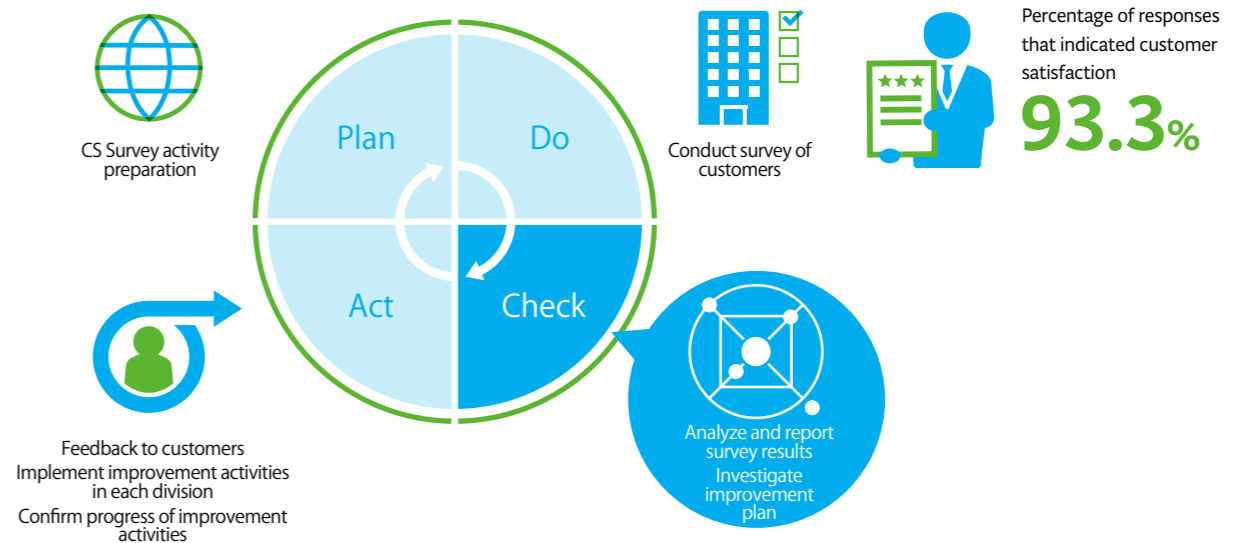 CS Survey activity
preparation
Plan
Do
Conduct survey of
customers
Percentage of responses
that indicated customer
satisfaction
93.3%
Act
Check
Feedback to customers
Implement improvement activities
in each division
Confirm progress of improvement
activities
Analyze and report
survey results
Investigate
improvement
plan